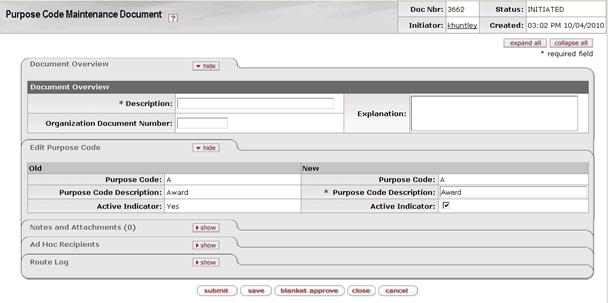 Purpose Code Maintenance Document ?
Doc Nbr: 3662 Status: INITIATED
Initiator: khuntley Created: 03:02 PM 10/04/2010
expand all collapse all
* required field
Document Overview hide
Document Overview
* Description: Explanation:
Organization Document Number:
Edit Purpose Code hide
Old New
Purpose Code: A Purpose Code: A
Purpose Code Description: Award * Purpose Code Description: Award
Active Indicator: Yes Active Indicator:
Notes and Attachments (0) show
Ad Hoc Recipients show
Route Log show
submit save blanket approve close cancel